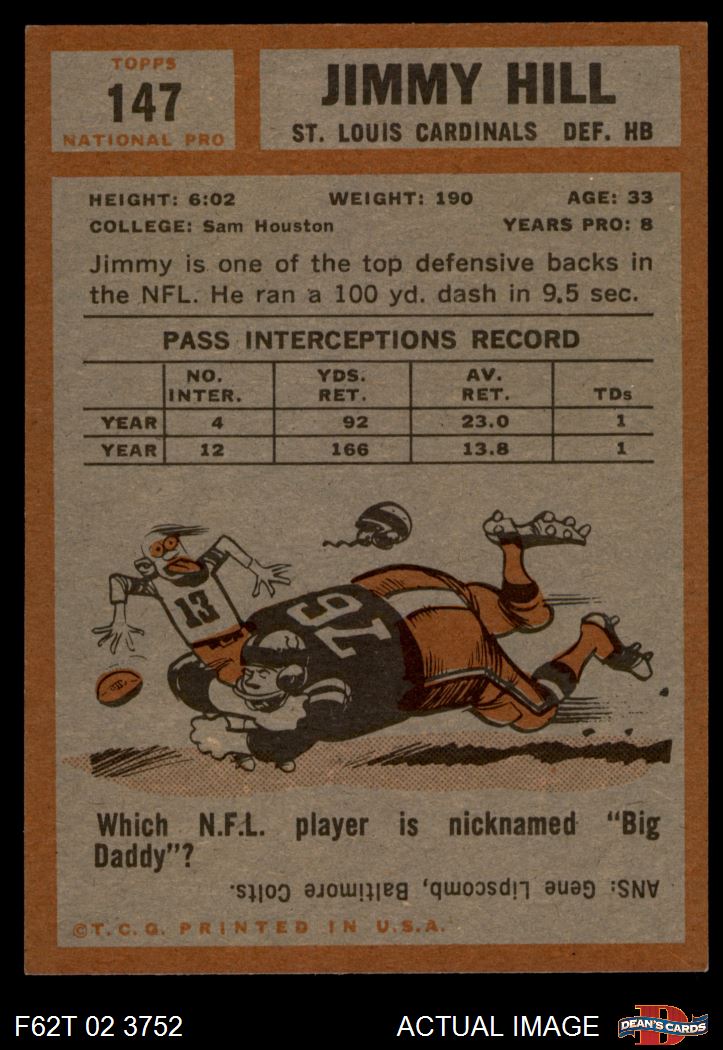 TOPPS
147
NATIONAL PRO
JIMMY HILL
ST. LOUIS CARDINALS DEF. HB
HEIGHT: 6:02 WEIGHT: 190 AGE: 33
COLLEGE: Sam Houston YEARS PRO: 8
Jimmy is one of the top defensive backs in
the NFL. He ran a 100 yd. dash in 9.5 sec.
PASS INTERCEPTIONS RECORD
NO. YDS. AV.
INTER. RET. RET. TDs
YEAR 4 92 23.0 1
YEAR 12 166 13.8 1
13
76
Which N.F.L. player is nicknamed "Big
Daddy"?
ANS: Gene Lipscomb, Baltimore Colts.
©T.C.G. PRINTED IN U.S.A.
F62T 02 3752 ACTUAL IMAGE
D
DEAN'S CARDS